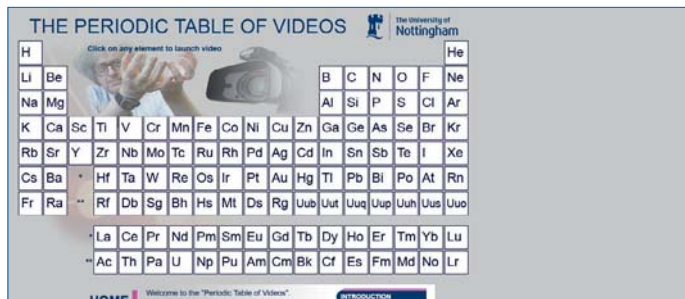 THE PERIODIC TABLE OF VIDEOS
The University of
Nottingham
Click on any element to launch video
H He
Li Be B C N O F Ne
Na Mg Al Si P S Cl Ar
K Ca Sc Ti V Cr Mn Fe Co Ni Cu Zn Ga Ge As Se Br Kr
Rb Sr Y Zr Nb Mo Tc Ru Rh Pd Ag Cd In Sn Sb Te I Xe
Cs Ba * Hf Ta W Re Os Ir Pt Au Hg Tl Pb Bi Po At Rn
Fr Ra ** Rf Db Sg Bh Hs Mt Ds Rg Uub Uut Uuq Uup Uuh Uus Uuo
* La Ce Pr Nd Pm Sm Eu Gd Tb Dy Ho Er Tm Yb Lu
** Ac Th Pa U Np Pu Am Cm Bk Cf Es Fm Md No Lr
HOME
Welcome to the "Periodic Table of Videos".
INTRODUCTION